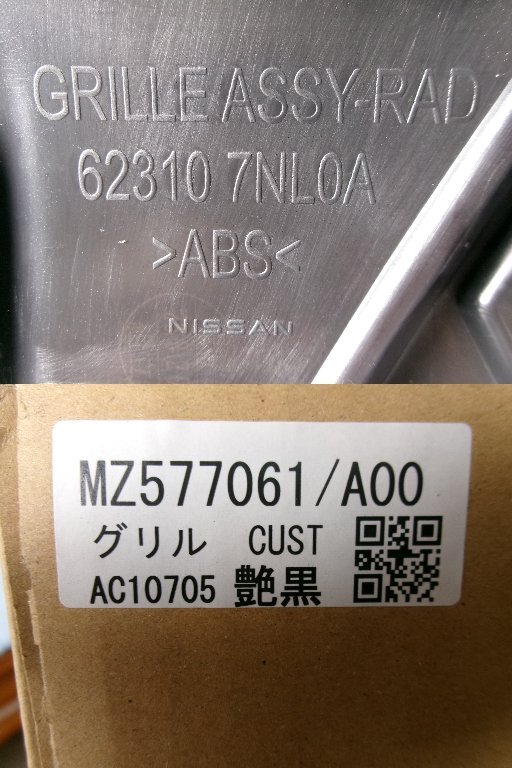 GRILLE ASSY-RAD
62310 7NL0A
>ABS<
NISSAN
MZ577061/A00
グリル CUST
AC10705 艶黒